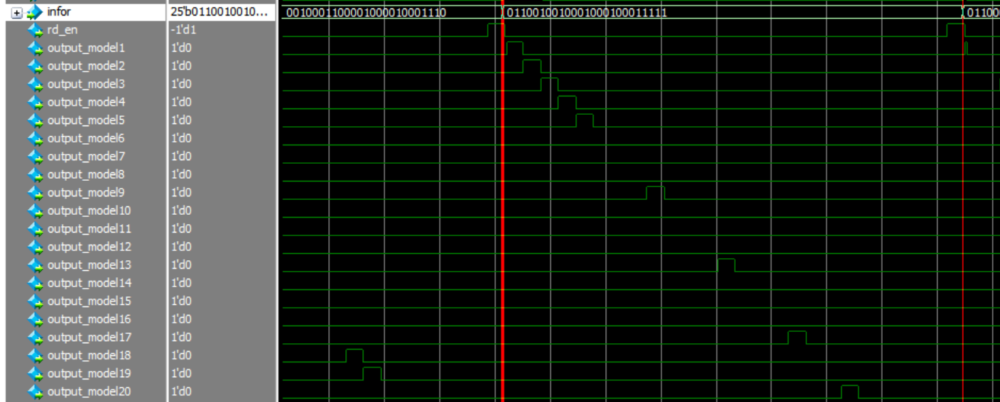 infor 25'b0110010010... 0010001100001000010001110 0110010010001000100011111 01100
rd_en -1'd1
output_model1 1'd0
output_model2 1'd0
output_model3 1'd0
output_model4 1'd0
output_model5 1'd0
output_model6 1'd0
output_model7 1'd0
output_model8 1'd0
output_model9 1'd0
output_model10 1'd0
output_model11 1'd0
output_model12 1'd0
output_model13 1'd0
output_model14 1'd0
output_model15 1'd0
output_model16 1'd0
output_model17 1'd0
output_model18 1'd0
output_model19 1'd0
output_model20 1'd0